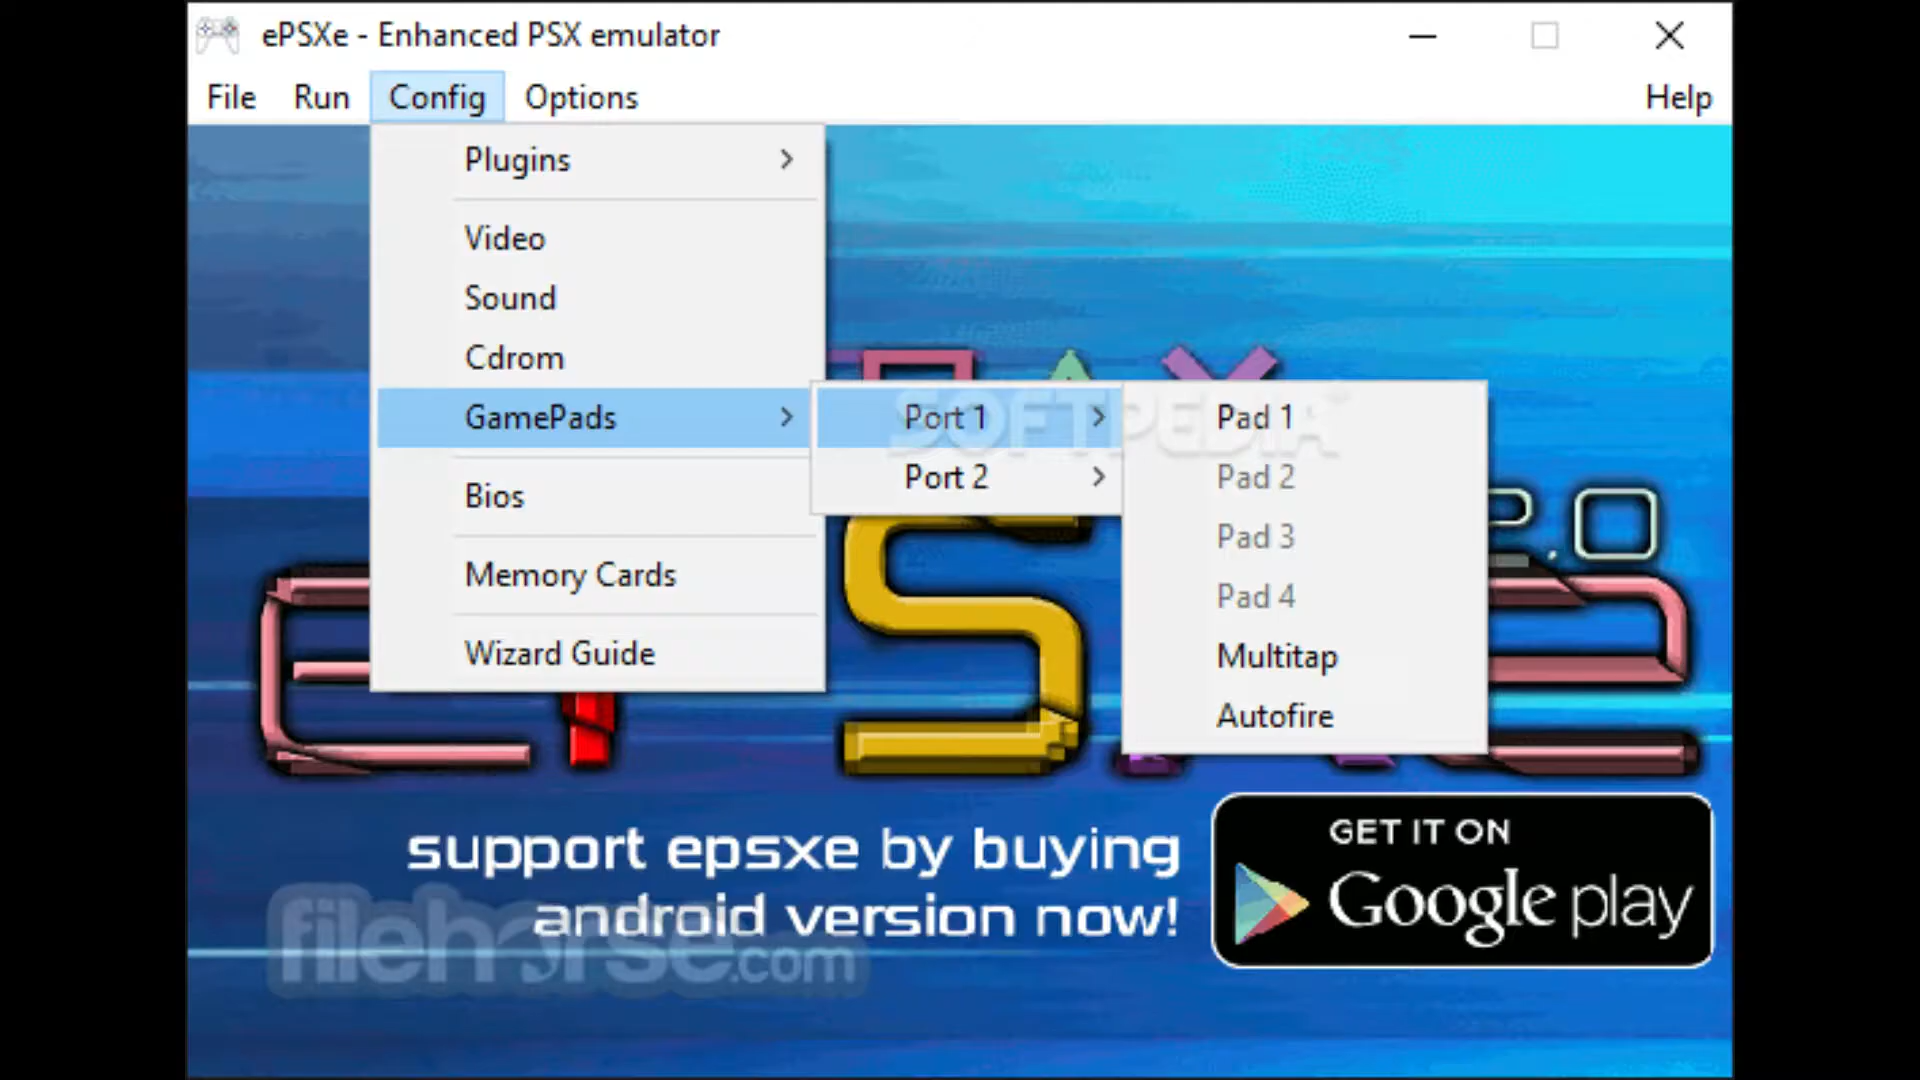 ePSXe - Enhanced PSX emulator
File Run Config Options Help
Plugins
Video
Sound
Cdrom
GamePads
Bios
Memory Cards
Wizard Guide
Port 1
Port 2
Pad 1
Pad 2
Pad 3
Pad 4
Multitap
Autofire
SOFTPEDIA
.0
support epsxe by buying
android version now!
GET IT ON
Google play
filehorse.com